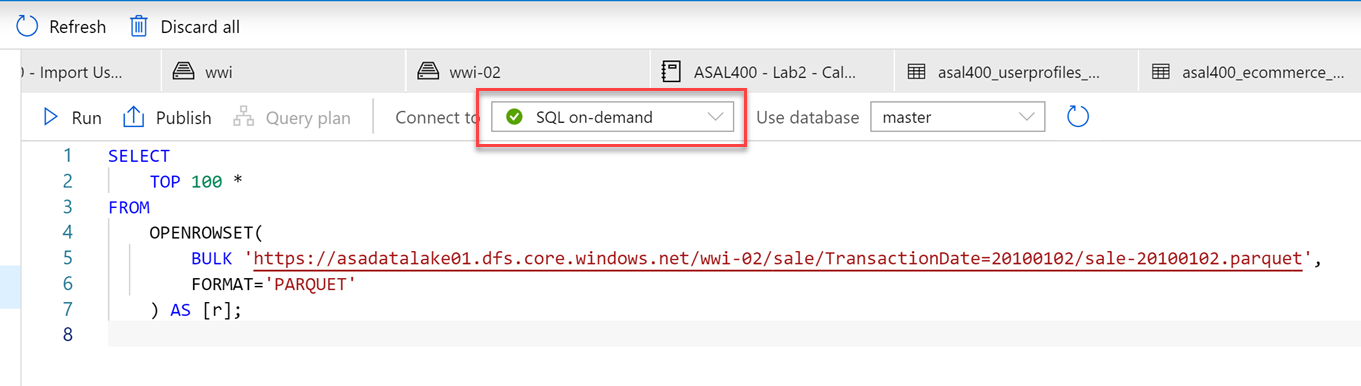 Refresh Discard all
) - Import Us... wwi wwi-02 ASAL400 - Lab2 - Cal... asal400_userprofiles_... asal400_ecommerce_...
Run Publish Query plan Connect to SQL on-demand Use database master
1 SELECT
2 TOP 100 *
3 FROM
4 OPENROWSET(
5 BULK 'https://asadatalake01.dfs.core.windows.net/wwi-02/sale/TransactionDate=20100102/sale-20100102.parquet',
6 FORMAT='PARQUET'
7 ) AS [r];
8